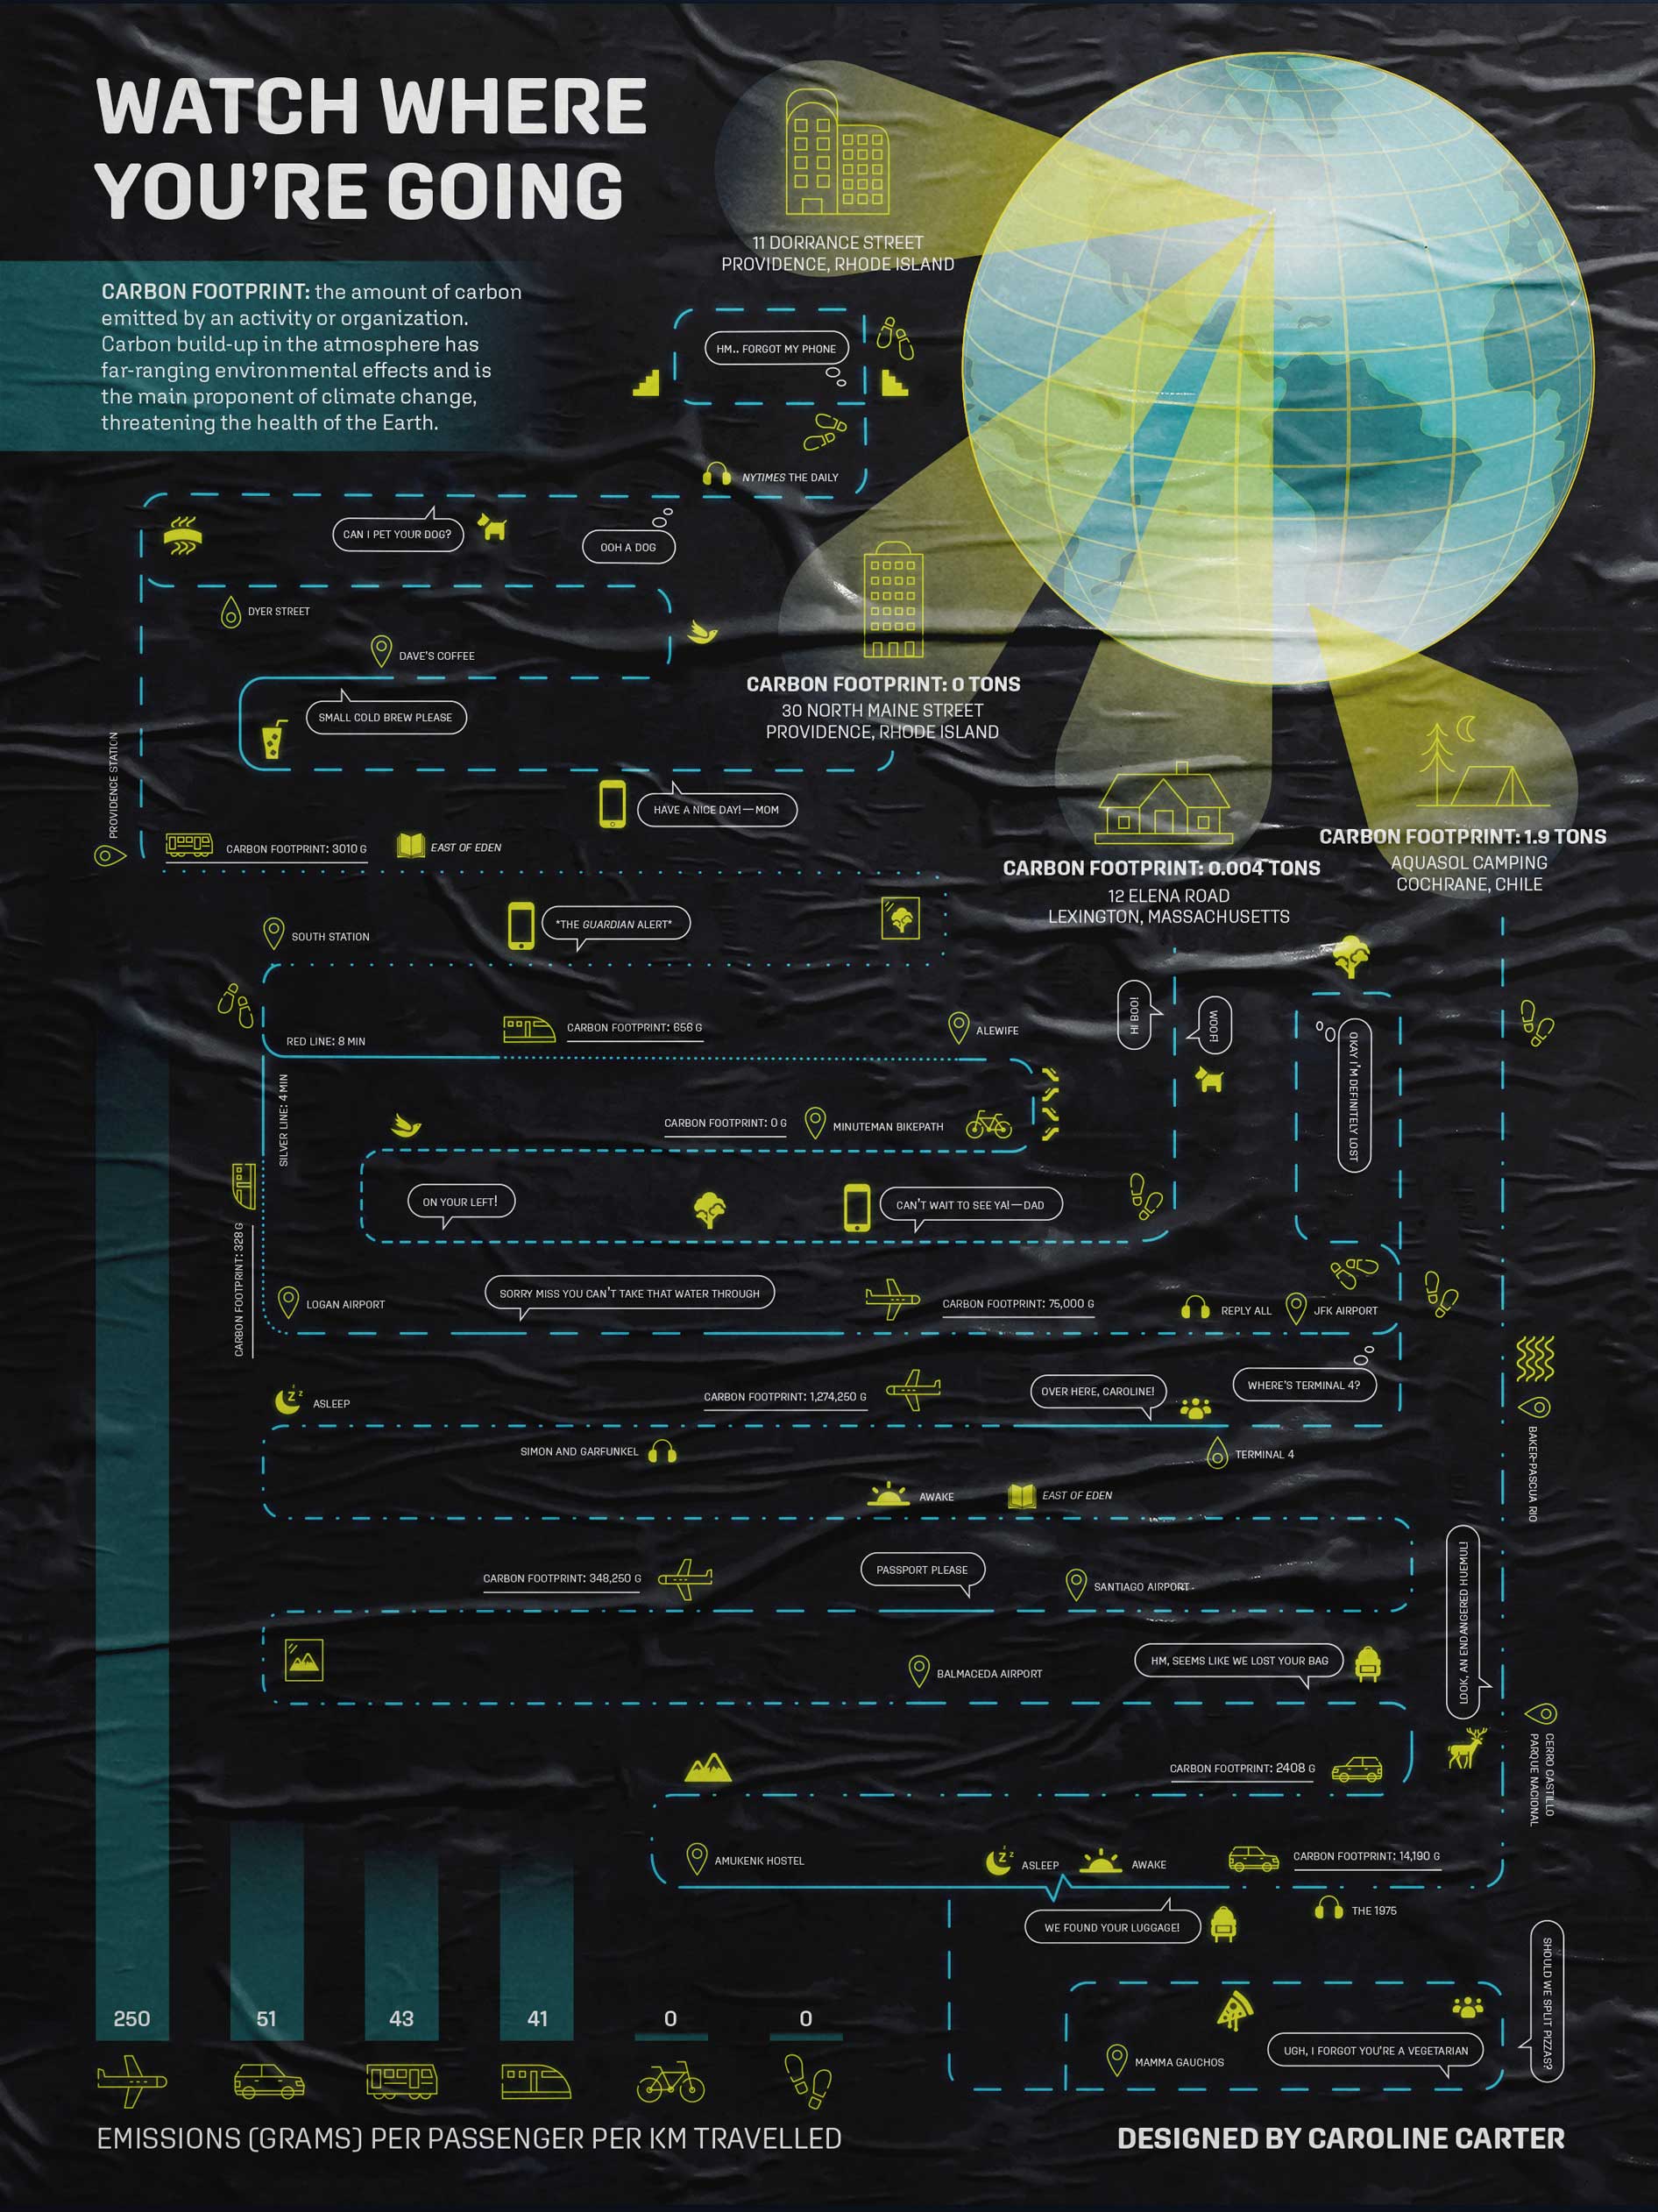 WATCH WHERE
YOU'RE GOING
CARBON FOOTPRINT: the amount of carbon
emitted by an activity or organization.
Carbon build-up in the atmosphere has
far-ranging environmental effects and is
the main proponent of climate change,
threatening the health of the Earth.
11 DORRANCE STREET
PROVIDENCE, RHODE ISLAND
HM.. FORGOT MY PHONE
NYTIMES THE DAILY
CAN I PET YOUR DOG?
OOH A DOG
DYER STREET
DAVE'S COFFEE
SMALL COLD BREW PLEASE
CARBON FOOTPRINT: 0 TONS
30 NORTH MAINE STREET
PROVIDENCE, RHODE ISLAND
HAVE A NICE DAY!—MOM
PROVIDENCE STATION
CARBON FOOTPRINT: 3010 G
EAST OF EDEN
CARBON FOOTPRINT: 0.004 TONS
12 ELENA ROAD
LEXINGTON, MASSACHUSETTS
CARBON FOOTPRINT: 1.9 TONS
AQUASOL CAMPING
COCHRANE, CHILE
SOUTH STATION
*THE GUARDIAN ALERT*
RED LINE: 8 MIN
CARBON FOOTPRINT: 656 G
ALEWIFE
HI BOO!
WOOF!
OKAY I'M DEFINITELY LOST
SILVER LINE: 4 MIN
CARBON FOOTPRINT: 0 G
MINUTEMAN BIKEPATH
ON YOUR LEFT!
CAN'T WAIT TO SEE YA!—DAD
CARBON FOOTPRINT: 328 G
LOGAN AIRPORT
SORRY MISS YOU CAN'T TAKE THAT WATER THROUGH
CARBON FOOTPRINT: 75,000 G
REPLY ALL
JFK AIRPORT
ASLEEP
CARBON FOOTPRINT: 1,274,250 G
OVER HERE, CAROLINE!
WHERE'S TERMINAL 4?
SIMON AND GARFUNKEL
TERMINAL 4
BAKER-PASCUA RIO
AWAKE
EAST OF EDEN
CARBON FOOTPRINT: 348,250 G
PASSPORT PLEASE
SANTIAGO AIRPORT
LOOK, AN ENDANGERED HUEMUL!
BALMACEDA AIRPORT
HM, SEEMS LIKE WE LOST YOUR BAG
CERRO CASTILLO
PARQUE NACIONAL
CARBON FOOTPRINT: 2408 G
AMUKENK HOSTEL
ASLEEP
AWAKE
CARBON FOOTPRINT: 14,190 G
WE FOUND YOUR LUGGAGE!
THE 1975
SHOULD WE SPLIT PIZZAS?
MAMMA GAUCHOS
UGH, I FORGOT YOU'RE A VEGETARIAN
250
51
43
41
0
0
EMISSIONS (GRAMS) PER PASSENGER PER KM TRAVELLED
DESIGNED BY CAROLINE CARTER